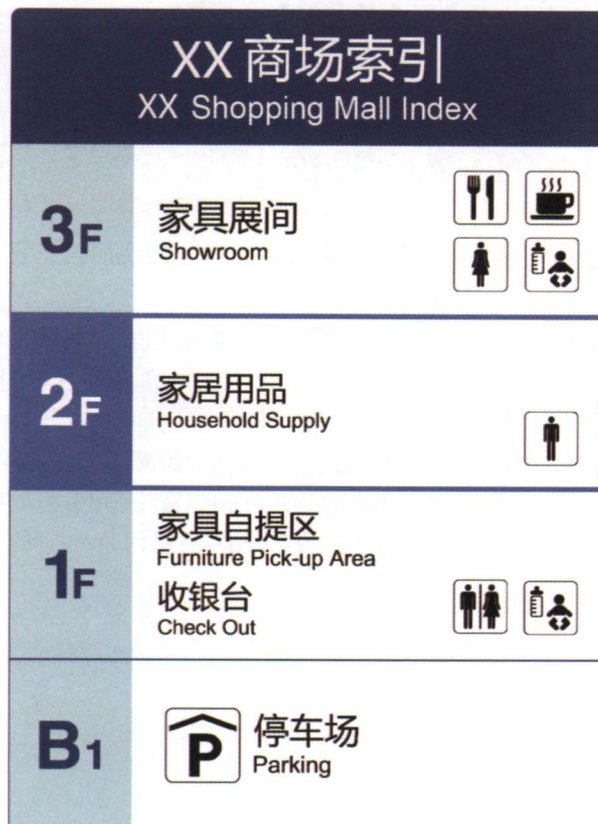 XX 商场索引
XX Shopping Mall Index
3F
家具展间
Showroom
2F
家居用品
Household Supply
1F
家具自提区
Furniture Pick-up Area
收银台
Check Out
B1
P
停车场
Parking